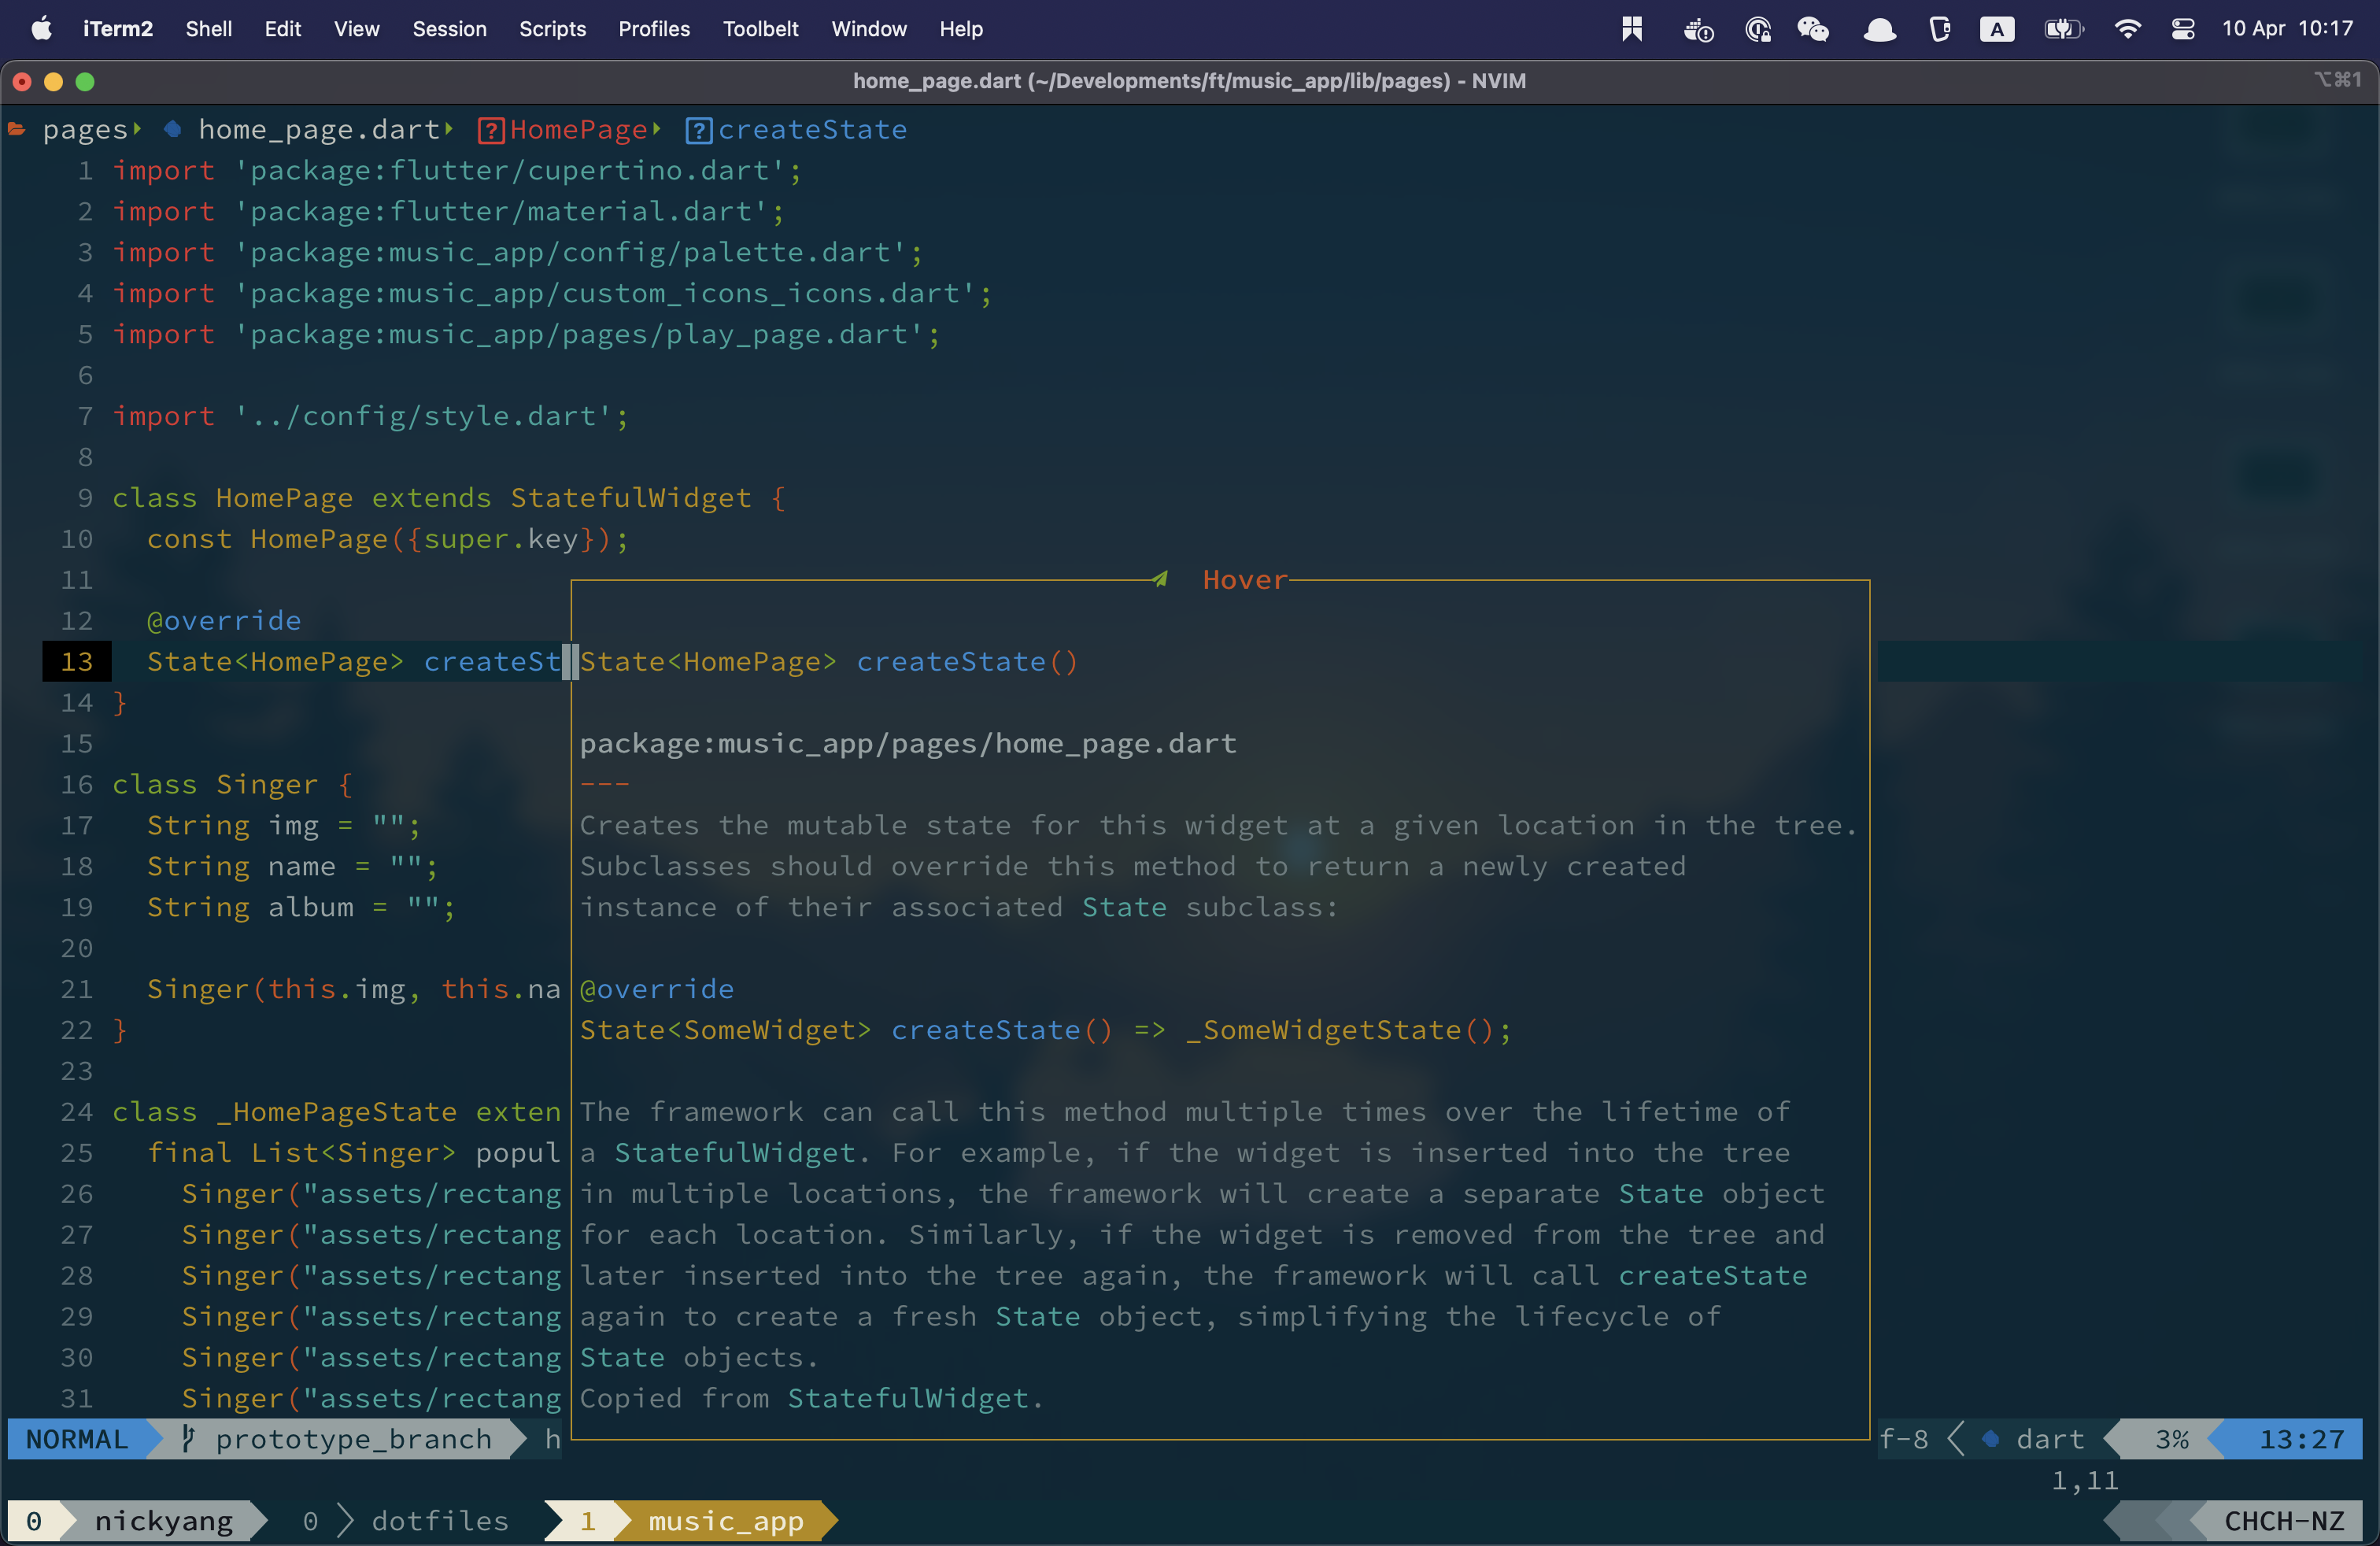 iTerm2 Shell Edit View Session Scripts Profiles Toolbelt Window Help A 10 Apr 10:17
home_page.dart (~/Developments/ft/music_app/lib/pages) - NVIM ⌥⌘1
pages home_page.dart HomePage createState
1 import 'package:flutter/cupertino.dart';
2 import 'package:flutter/material.dart';
3 import 'package:music_app/config/palette.dart';
4 import 'package:music_app/custom_icons_icons.dart';
5 import 'package:music_app/pages/play_page.dart';
6
7 import '../config/style.dart';
8
9 class HomePage extends StatefulWidget {
10 const HomePage({super.key});
11
12 @override
13 State<HomePage> createSt
14 }
15
16 class Singer {
17 String img = "";
18 String name = "";
19 String album = "";
20
21 Singer(this.img, this.na
22 }
23
24 class _HomePageState exten
25 final List<Singer> popul
26 Singer("assets/rectang
27 Singer("assets/rectang
28 Singer("assets/rectang
29 Singer("assets/rectang
30 Singer("assets/rectang
31 Singer("assets/rectang
Hover
State<HomePage> createState()
package:music_app/pages/home_page.dart
---
Creates the mutable state for this widget at a given location in the tree.
Subclasses should override this method to return a newly created
instance of their associated State subclass:
@override
State<SomeWidget> createState() => _SomeWidgetState();
The framework can call this method multiple times over the lifetime of
a StatefulWidget. For example, if the widget is inserted into the tree
in multiple locations, the framework will create a separate State object
for each location. Similarly, if the widget is removed from the tree and
later inserted into the tree again, the framework will call createState
again to create a fresh State object, simplifying the lifecycle of
State objects.
Copied from StatefulWidget.
NORMAL prototype_branch h f-8 dart 3% 13:27
1,11
0 nickyang 0 dotfiles 1 music_app CHCH-NZ